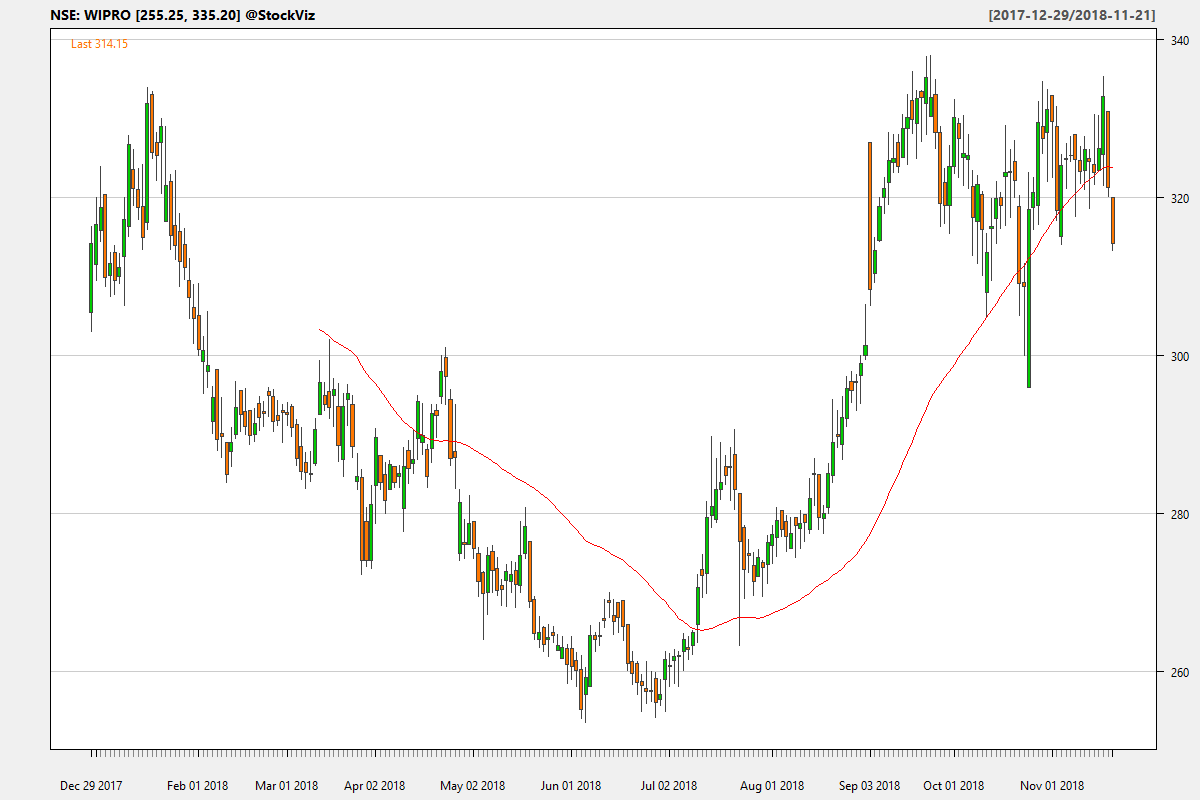 NSE: WIPRO [255.25, 335.20] @StockViz
[2017-12-29/2018-11-21]
Last 314.15
340
320
300
280
260
Dec 29 2017
Feb 01 2018
Mar 01 2018
Apr 02 2018
May 02 2018
Jun 01 2018
Jul 02 2018
Aug 01 2018
Sep 03 2018
Oct 01 2018
Nov 01 2018